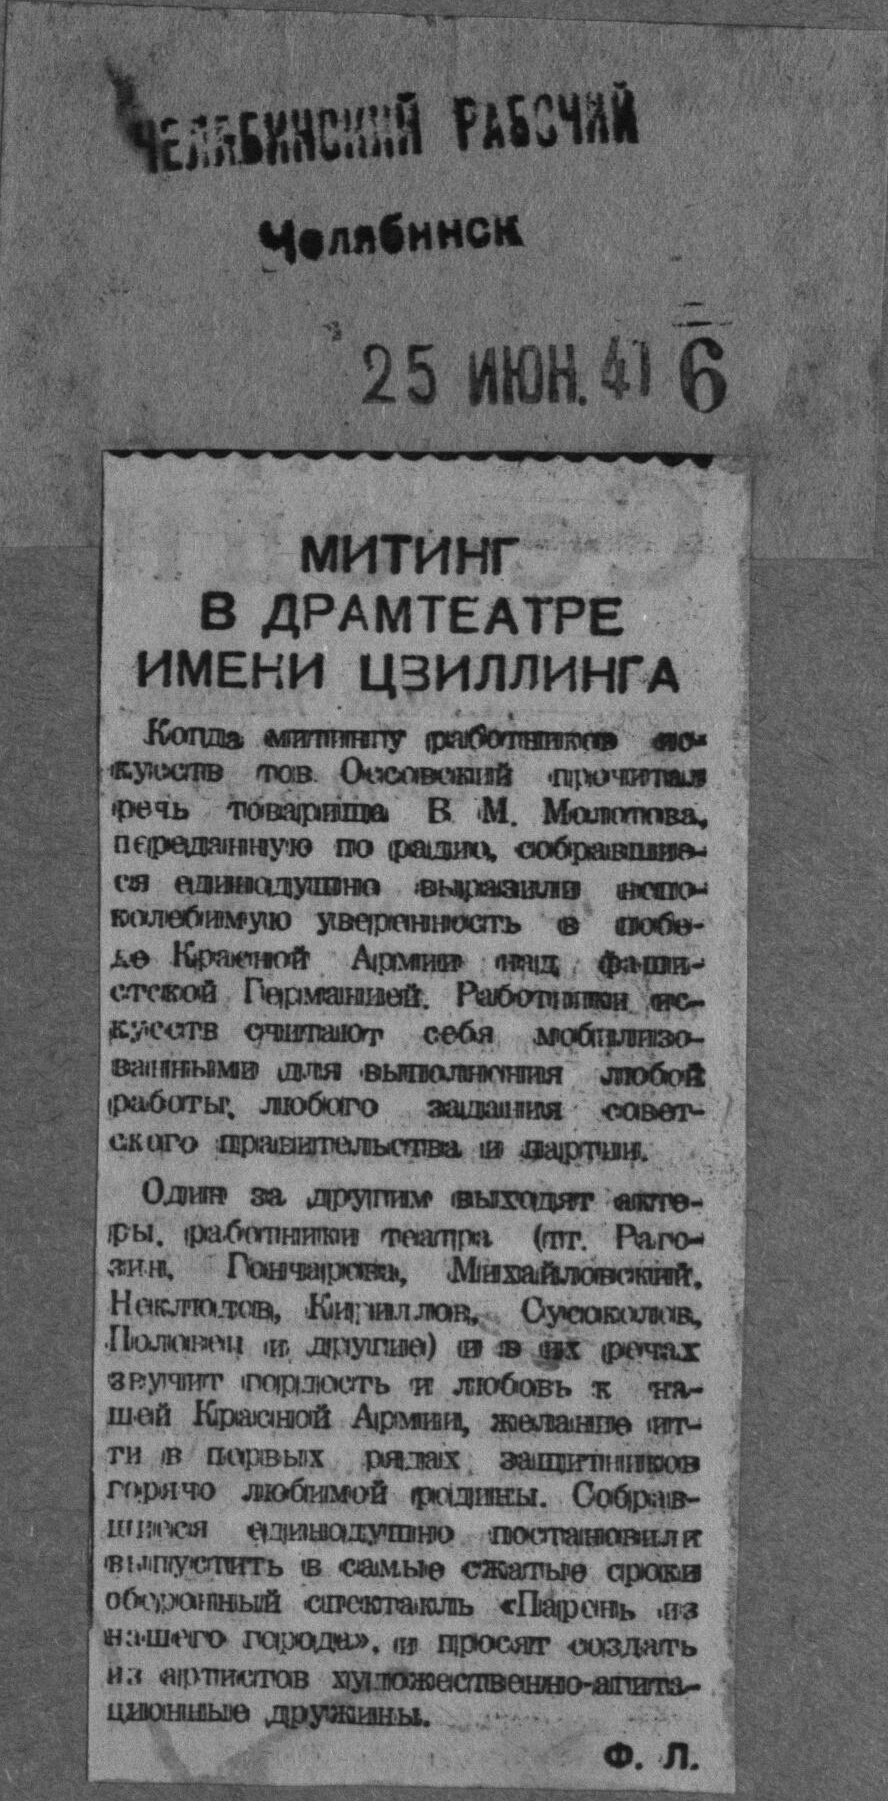 ЧЕЛЯБИНСКИЙ РАБОЧИЙ
Челябинск
25 ИЮН. 41 6
МИТИНГ
В ДРАМТЕАТРЕ
ИМЕНИ ЦВИЛЛИНГА
Когда митингу работников ис-
кусств тов. Оссовский прочитал
речь товарища В. М. Молотова,
переданную по радио, собравшие-
ся единодушно выразили непо-
колебимую уверенность в побе-
де Красной Армии над фаши-
стской Германией. Работники ис-
кусств считают себя мобилизо-
ванными для выполнения любой
работы, любого задания совет-
ского правительства и партии.
Один за другим выходят акте-
ры, работники театра (тт. Раго-
зин, Гончарова, Михайловский,
Неклюдов, Кириллов, Сусоколов,
Половец и другие) и в их речах
звучит гордость и любовь к на-
шей Красной Армии, желание ит-
ти в первых рядах защитников
горячо любимой родины. Собрав-
шиеся единодушно постановили
выпустить в самые сжатые сроки
оборонный спектакль «Парень из
нашего города», и просят создать
из артистов художественно-агита-
ционные дружины.
Ф. Л.